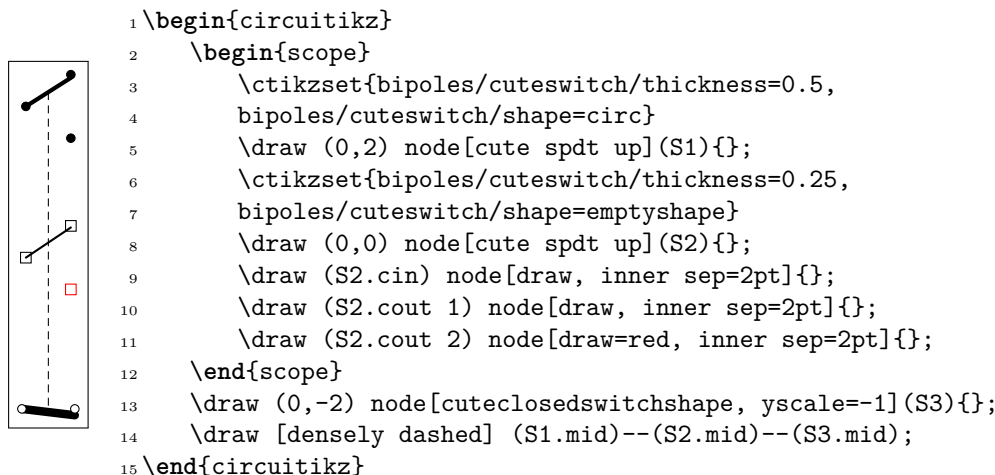 1 \begin{circuitikz}
2     \begin{scope}
3         \ctikzset{bipoles/cuteswitch/thickness=0.5,
4         bipoles/cuteswitch/shape=circ}
5         \draw (0,2) node[cute spdt up](S1){};
6         \ctikzset{bipoles/cuteswitch/thickness=0.25,
7         bipoles/cuteswitch/shape=emptyshape}
8         \draw (0,0) node[cute spdt up](S2){};
9         \draw (S2.cin) node[draw, inner sep=2pt]{};
10         \draw (S2.cout 1) node[draw, inner sep=2pt]{};
11         \draw (S2.cout 2) node[draw=red, inner sep=2pt]{};
12     \end{scope}
13     \draw (0,-2) node[cuteclosedswitchshape, yscale=-1](S3){};
14     \draw [densely dashed] (S1.mid)--(S2.mid)--(S3.mid);
15 \end{circuitikz}